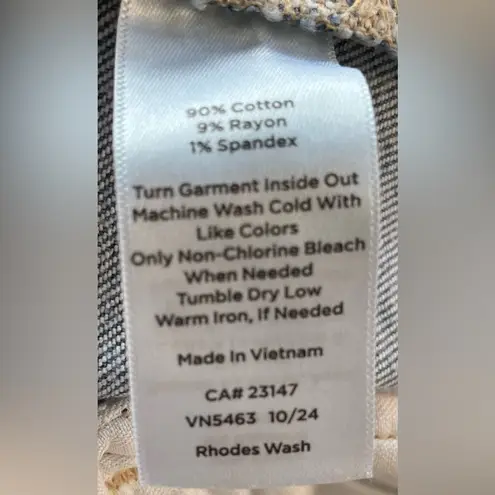 90% Cotton
9% Rayon
1% Spandex
Turn Garment Inside Out
Machine Wash Cold With
Like Colors
Only Non-Chlorine Bleach
When Needed
Tumble Dry Low
Warm Iron, If Needed
Made In Vietnam
CA# 23147
VN5463 10/24
Rhodes Wash